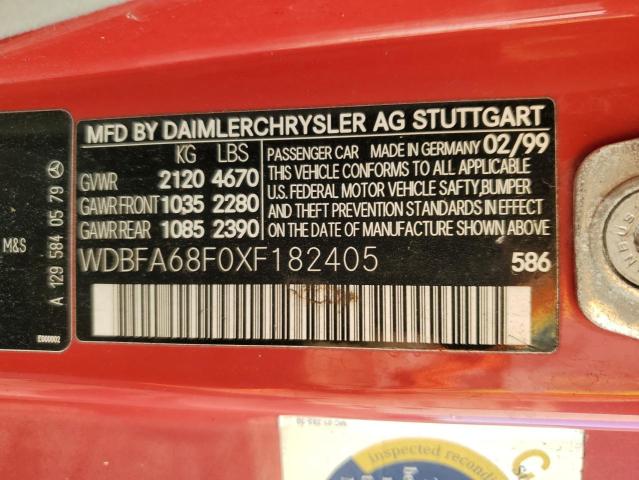 MFD BY DAIMLERCHRYSLER AG STUTTGART
KG LBS
GVWR 2120 4670
GAWR FRONT 1035 2280
GAWR REAR 1085 2390
PASSENGER CAR MADE IN GERMANY 02/99
THIS VEHICLE CONFORMS TO ALL APPLICABLE
U.S. FEDERAL MOTOR VEHICLE SAFTY,BUMPER
AND THEFT PREVENTION STANDARDS IN EFFECT
ON THE DATE OF MANUFACTURE SHOWN ABOVE
WDBFA68F0XF182405 586
M&S
A 129 584 05 79
E000002
inspected